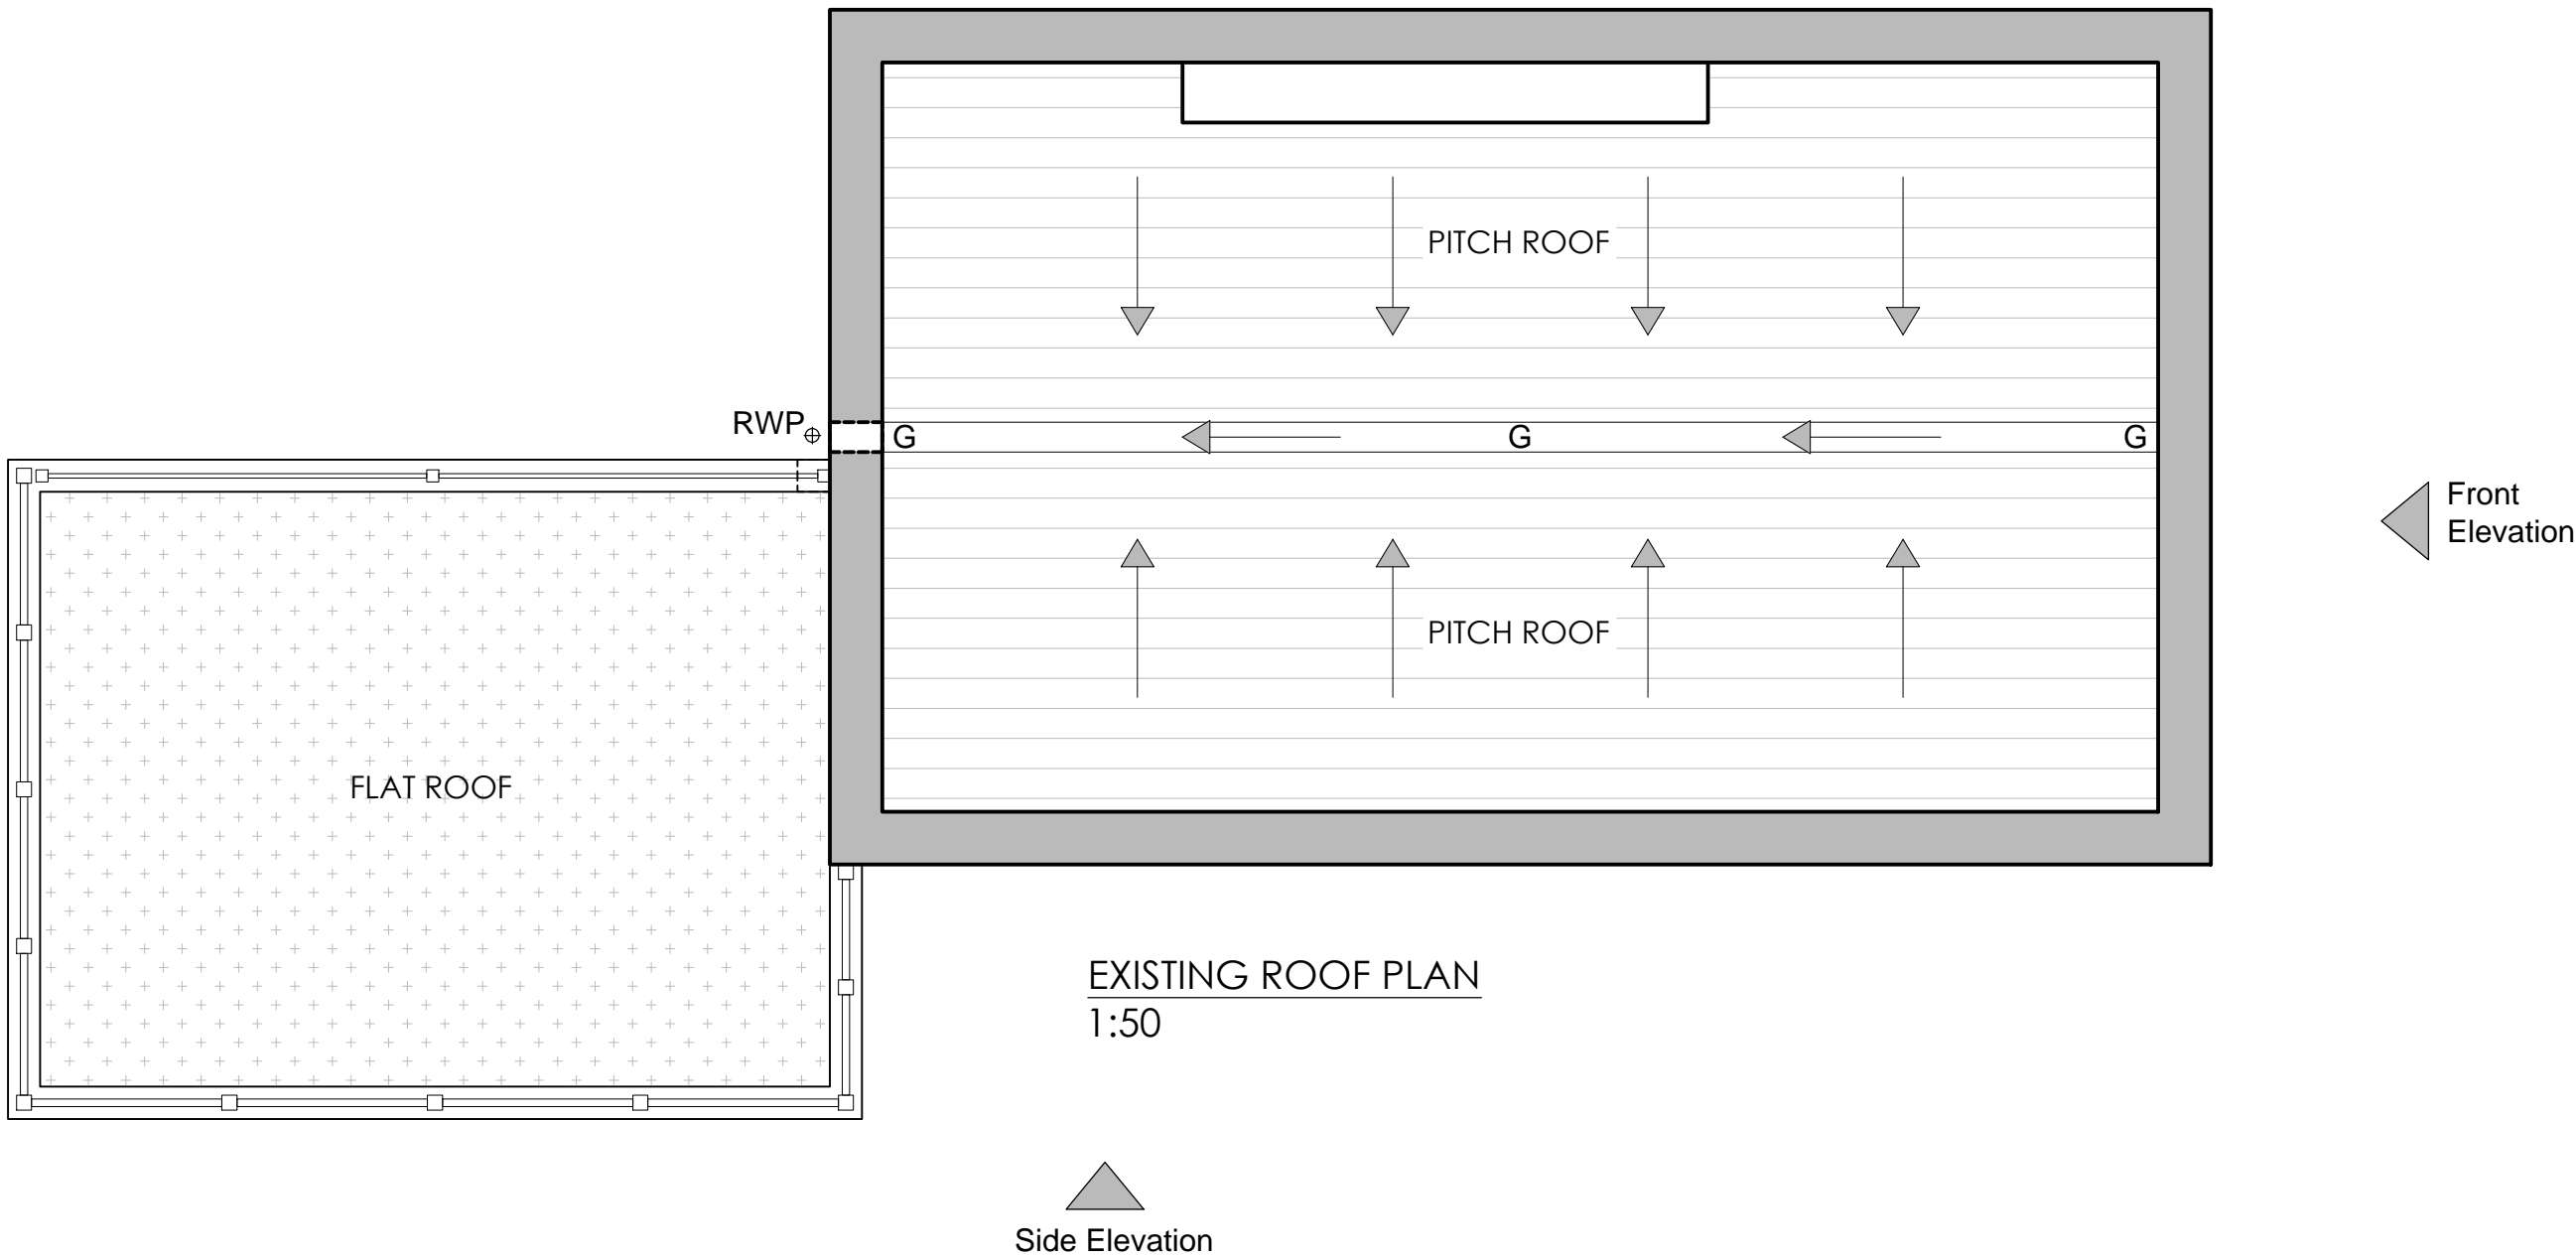 PITCH ROOF
RWP
G
G
G
Front
Elevation
PITCH ROOF
FLAT ROOF
EXISTING ROOF PLAN
1:50
Side Elevation